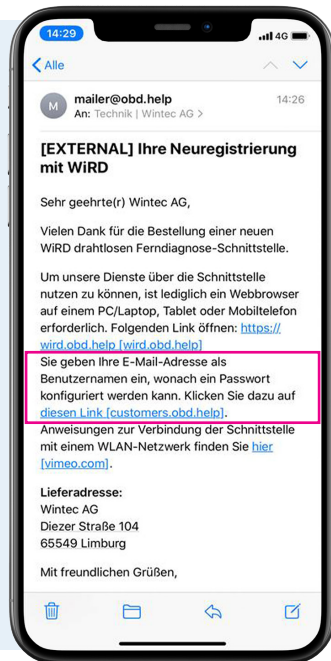 14:29
4G
Alle
M
mailer@obd.help
14:26
An: Technik | Wintec AG >
[EXTERNAL] Ihre Neuregistrierung
mit WiRD
Sehr geehrte(r) Wintec AG,
Vielen Dank für die Bestellung einer neuen
WiRD drahtlosen Ferndiagnose-Schnittstelle.
Um unsere Dienste über die Schnittstelle
nutzen zu können, ist lediglich ein Webbrowser
auf einem PC/Laptop, Tablet oder Mobiltelefon
erforderlich. Folgenden Link öffnen: https://
wird.obd.help [wird.obd.help]
Sie geben Ihre E-Mail-Adresse als
Benutzernamen ein, wonach ein Passwort
konfiguriert werden kann. Klicken Sie dazu auf
diesen Link [customers.obd.help].
Anweisungen zur Verbindung der Schnittstelle
mit einem WLAN-Netzwerk finden Sie hier
[vimeo.com].
Lieferadresse:
Wintec AG
Diezer Straße 104
65549 Limburg
Mit freundlichen Grüßen,